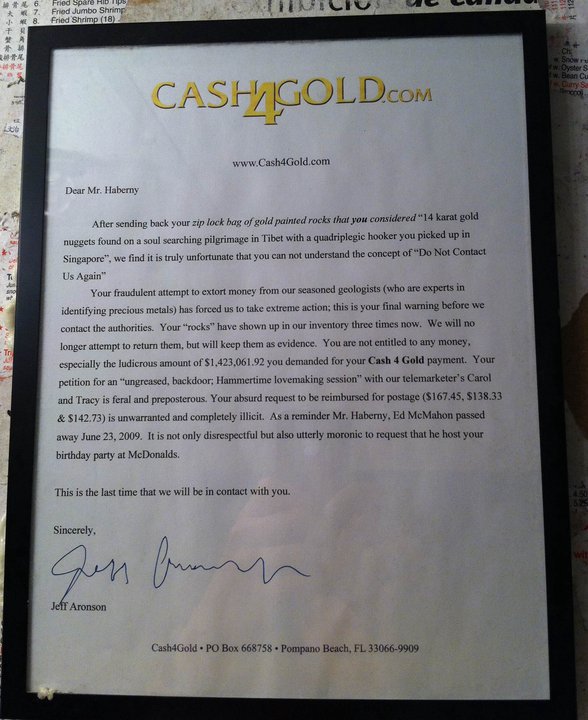 6. Fried Spare Rib Tips
7. Fried Jumbo Shrimp
8. Fried Shrimp (18)
de canad
CASH4GOLD.COM
www.Cash4Gold.com
Dear Mr. Haberny
After sending back your zip lock bag of gold painted rocks that you considered “14 karat gold
nuggets found on a soul searching pilgrimage in Tibet with a quadriplegic hooker you picked up in
Singapore”, we find it is truly unfortunate that you can not understand the concept of “Do Not Contact
Us Again”
Your fraudulent attempt to extort money from our seasoned geologists (who are experts in
identifying precious metals) has forced us to take extreme action; this is your final warning before we
contact the authorities. Your “rocks” have shown up in our inventory three times now. We will no
longer attempt to return them, but will keep them as evidence. You are not entitled to any money,
especially the ludicrous amount of $1,423,061.92 you demanded for your Cash 4 Gold payment. Your
petition for an “ungreased, backdoor; Hammertime lovemaking session” with our telemarketer’s Carol
and Tracy is feral and preposterous. Your absurd request to be reimbursed for postage ($167.45, $138.33
& $142.73) is unwarranted and completely illicit. As a reminder Mr. Haberny, Ed McMahon passed
away June 23, 2009. It is not only disrespectful but also utterly moronic to request that he host your
birthday party at McDonalds.
This is the last time that we will be in contact with you.
Sincerely,
Jeff Aronson
Cash4Gold • PO Box 668758 • Pompano Beach, FL 33066-9909